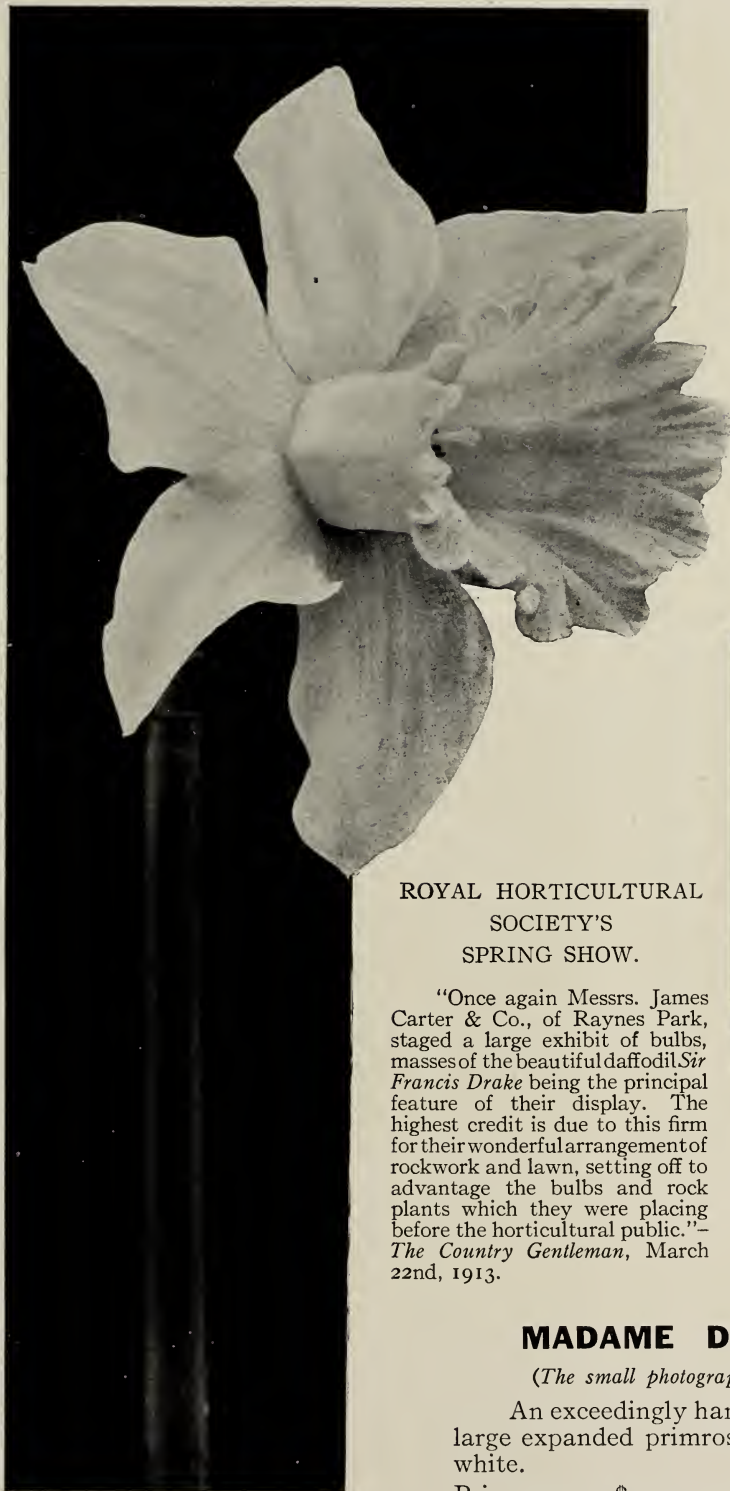 ROYAL HORTICULTURAL
SOCIETY'S
SPRING SHOW.
"Once again Messrs. James
Carter & Co., of Raynes Park,
staged a large exhibit of bulbs,
masses of the beautiful daffodil Sir
Francis Drake being the principal
feature of their display. The
highest credit is due to this firm
for their wonderful arrangement of
rockwork and lawn, setting off to
advantage the bulbs and rock
plants which they were placing
before the horticultural public."–
The Country Gentleman, March
22nd, 1913.
MADAME
(The small
An exceedingly
large expanded
white.